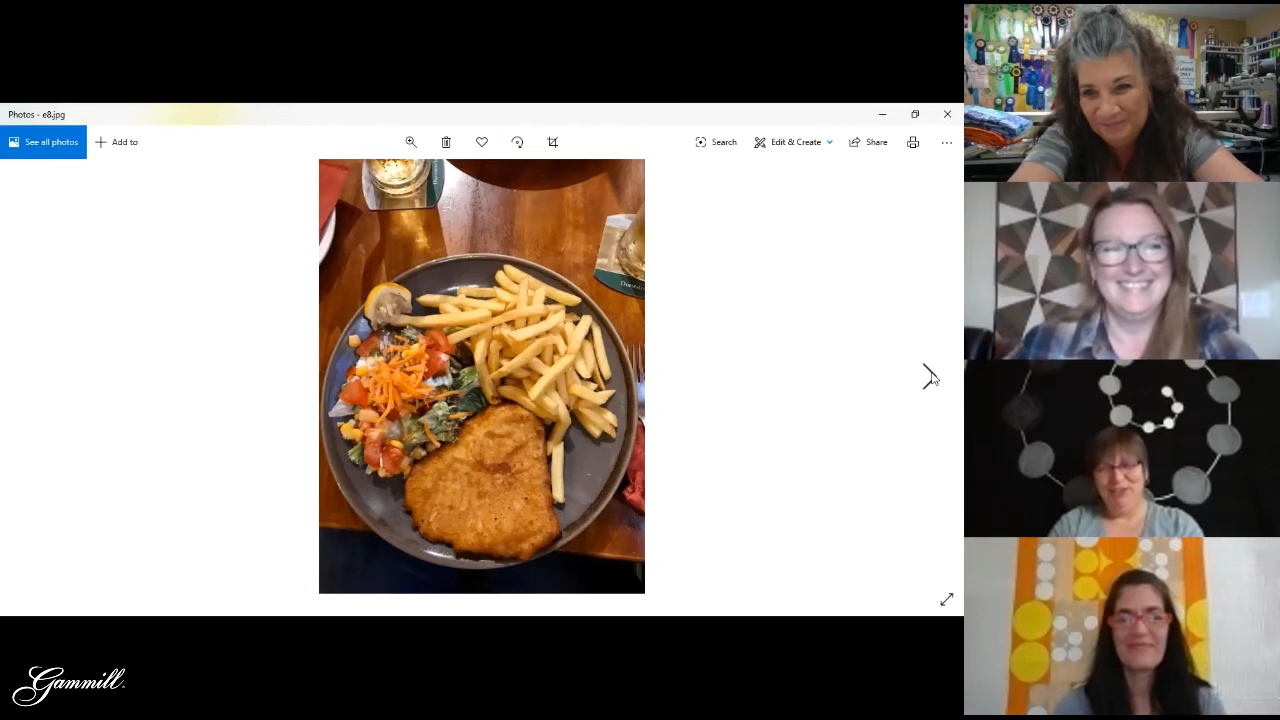 Photos - e8.jpg
See all photos
Add to
Search
Edit & Create
Share
Gammill